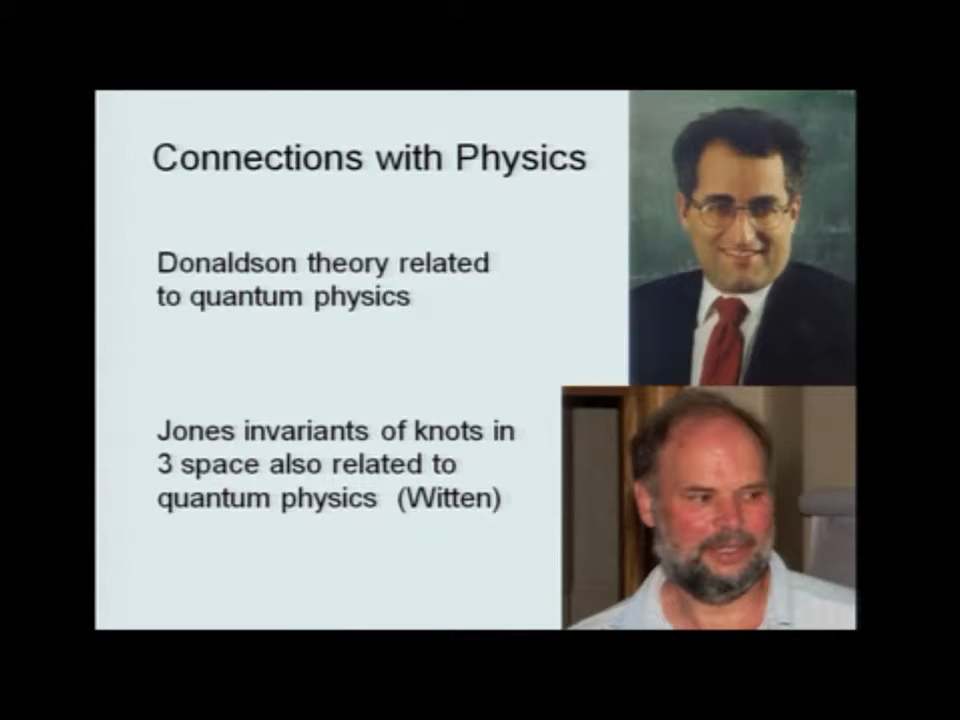 Connections with Physics
Donaldson theory related
to quantum physics
Jones invariants of knots in
3 space also related to
quantum physics (Witten)